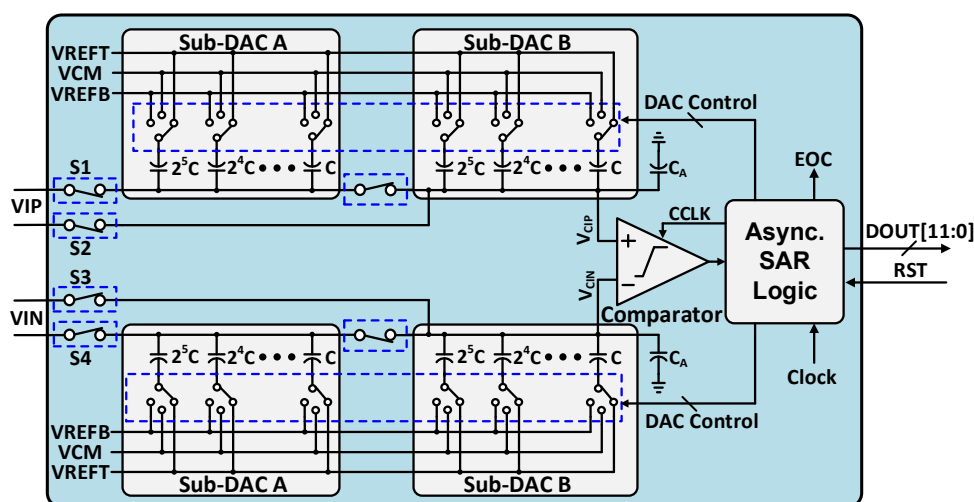 Sub-DAC A
Sub-DAC B
VREFT
VCM
VREFB
DAC Control
2⁵C
2⁴C
C
2⁵C
2⁴C
C
C_A
EOC
S1
VIP
S2
V_CIP
CCLK
Async.
SAR
Logic
DOUT[11:0]
RST
S3
VIN
S4
V_CIN
Comparator
2⁵C
2⁴C
C
2⁵C
2⁴C
C
C_A
Clock
DAC Control
VREFB
VCM
VREFT
Sub-DAC A
Sub-DAC B